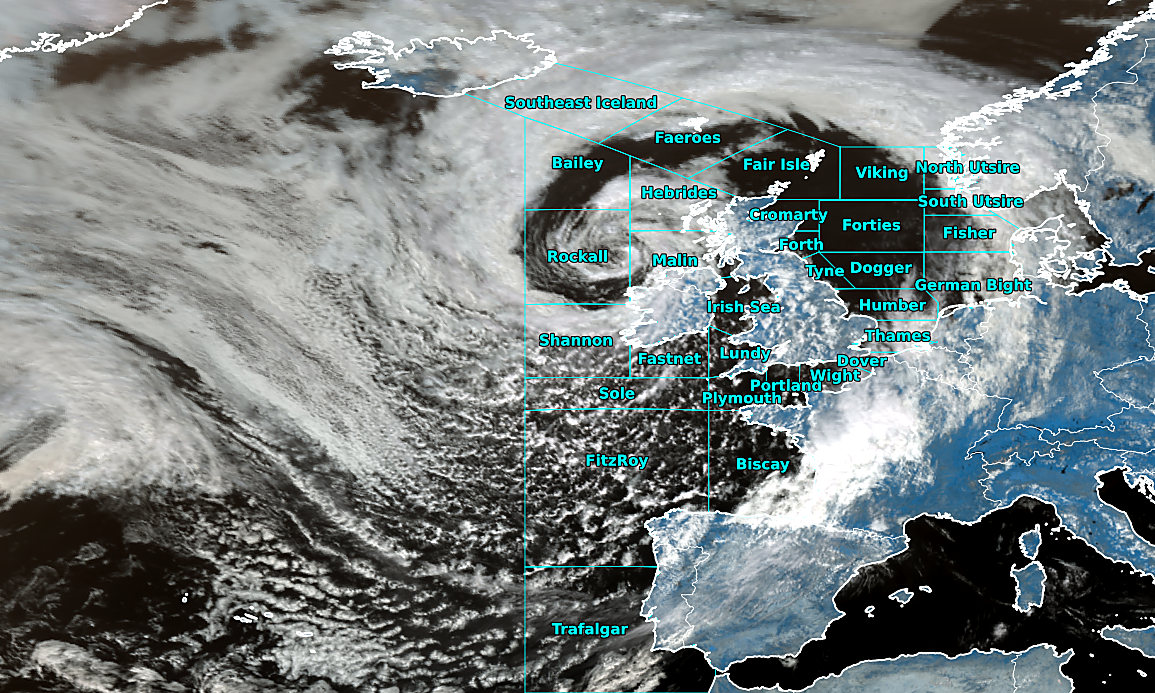 Southeast Iceland
Faeroes
Bailey
Fair Isle
Viking
North Utsire
Hebrides
South Utsire
Cromarty
Forties
Fisher
Forth
Rockall
Malin
Tyne
Dogger
German Bight
Irish Sea
Humber
Shannon
Thames
Fastnet
Lundy
Dover
Wight
Portland
Sole
Plymouth
FitzRoy
Biscay
Trafalgar